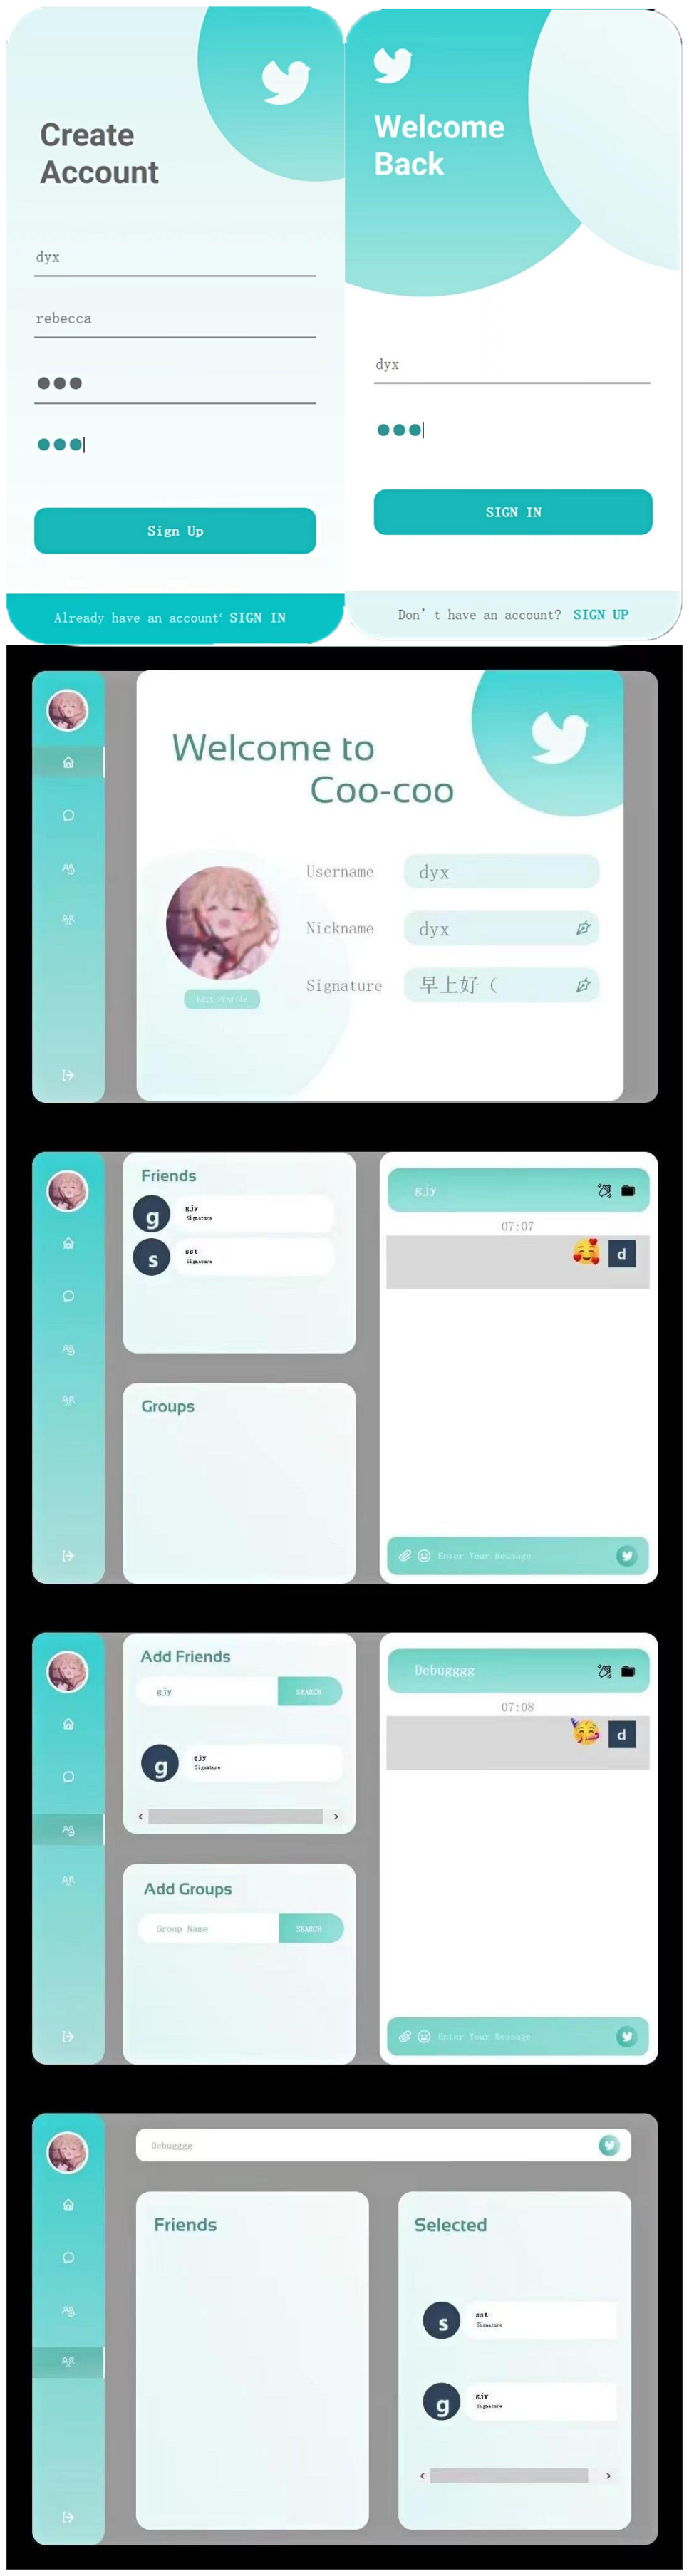 Create
Account
dyx
rebecca
Sign Up
Already have an account‘ SIGN IN
Welcome
Back
dyx
SIGN IN
Don’t have an account? SIGN UP
Welcome to
Coo-coo
Username dyx
Nickname dyx
Signature 早上好（
Edit Profile
Friends
g
gjy
Signature
s
sst
Signature
Groups
gjy
07:07
d
Enter Your Message
Add Friends
gjy SEARCH
g
gjy
Signature
Add Groups
Group Name SEARCH
Debugggg
07:08
d
Enter Your Message
Debugggg
Friends
Selected
s
sst
Signature
g
gjy
Signature